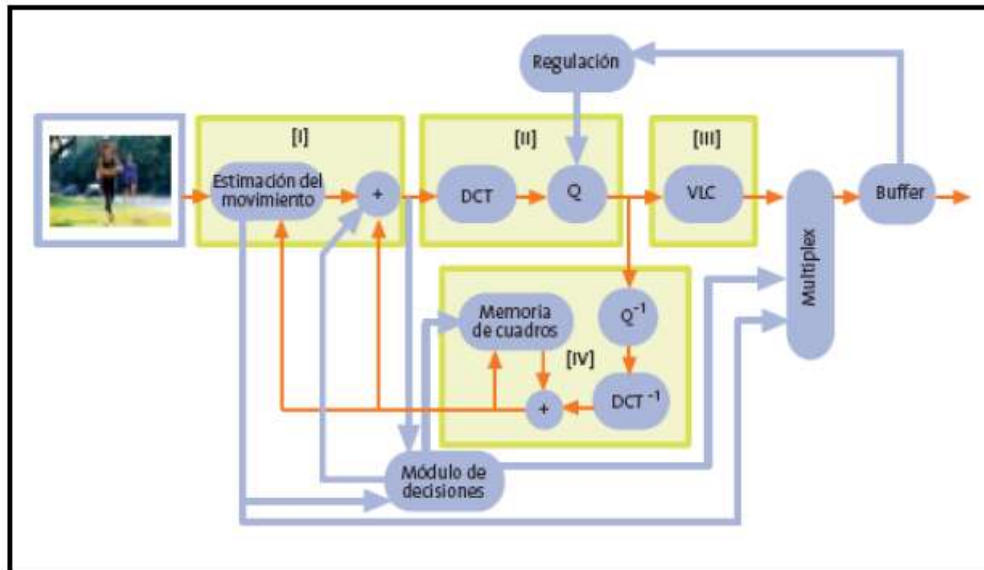 Regulación
[I]
[II]
[III]
Estimación del
movimiento
+
DCT
Q
VLC
Buffer
Multiplex
Memoria
de cuadros
Q⁻¹
[IV]
DCT⁻¹
+
Módulo de
decisiones